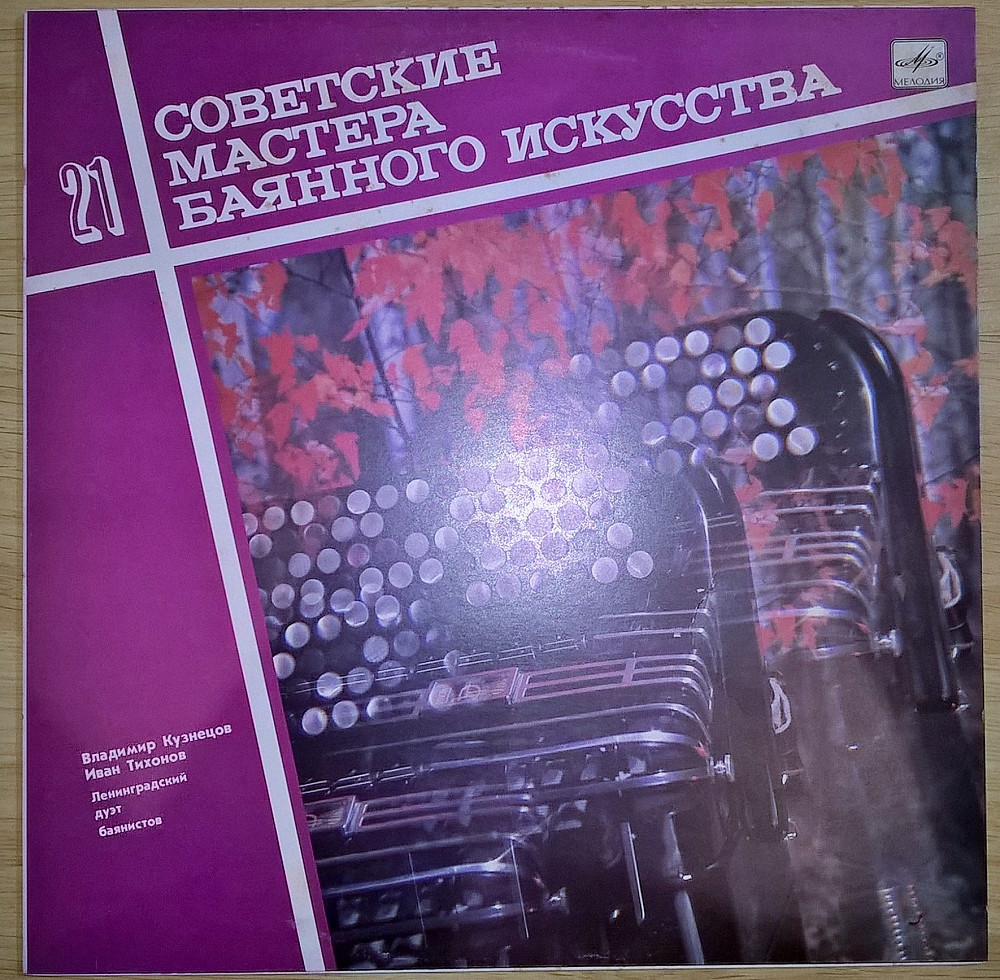 21
СОВЕТСКИЕ
МАСТЕРА
БАЯННОГО ИСКУССТВА
МЕЛОДИЯ
Владимир Кузнецов
Иван Тихонов
Ленинградский
дуэт
баянистов